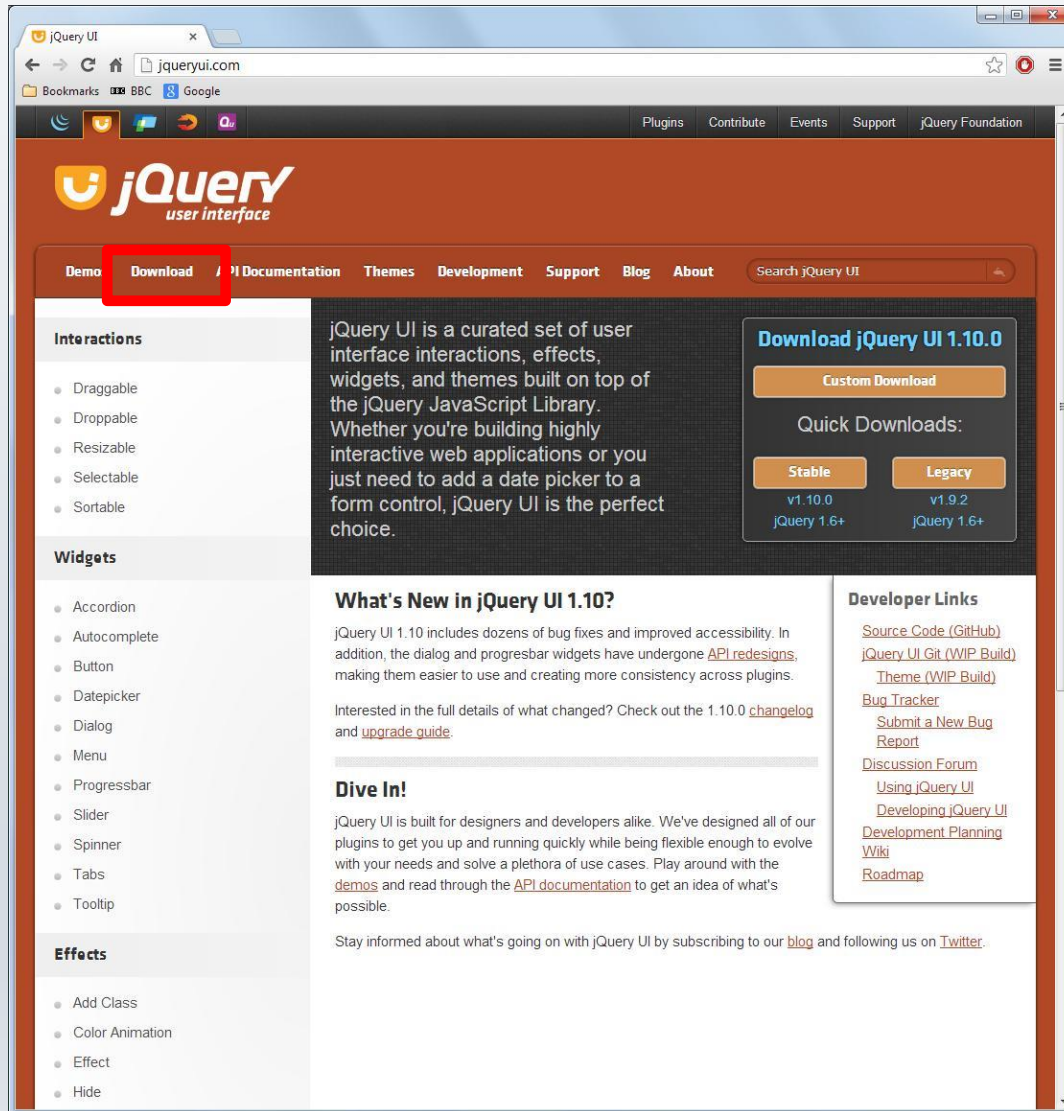 jQuery UI
jqueryui.com
Bookmarks BBC Google
Plugins Contribute Events Support jQuery Foundation
jQuery
user interface
Demos Download API Documentation Themes Development Support Blog About Search jQuery UI
Interactions
Draggable
Droppable
Resizable
Selectable
Sortable
Widgets
Accordion
Autocomplete
Button
Datepicker
Dialog
Menu
Progressbar
Slider
Spinner
Tabs
Tooltip
Effects
Add Class
Color Animation
Effect
Hide
jQuery UI is a curated set of user
interface interactions, effects,
widgets, and themes built on top of
the jQuery JavaScript Library.
Whether you're building highly
interactive web applications or you
just need to add a date picker to a
form control, jQuery UI is the perfect
choice.
Download jQuery UI 1.10.0
Custom Download
Quick Downloads:
Stable Legacy
v1.10.0 v1.9.2
jQuery 1.6+ jQuery 1.6+
What's New in jQuery UI 1.10?
jQuery UI 1.10 includes dozens of bug fixes and improved accessibility. In
addition, the dialog and progresbar widgets have undergone API redesigns,
making them easier to use and creating more consistency across plugins.
Interested in the full details of what changed? Check out the 1.10.0 changelog
and upgrade guide.
Dive In!
jQuery UI is built for designers and developers alike. We've designed all of our
plugins to get you up and running quickly while being flexible enough to evolve
with your needs and solve a plethora of use cases. Play around with the
demos and read through the API documentation to get an idea of what's
possible.
Stay informed about what's going on with jQuery UI by subscribing to our blog and following us on Twitter.
Developer Links
Source Code (GitHub)
jQuery UI Git (WIP Build)
Theme (WIP Build)
Bug Tracker
Submit a New Bug
Report
Discussion Forum
Using jQuery UI
Developing jQuery UI
Development Planning
Wiki
Roadmap